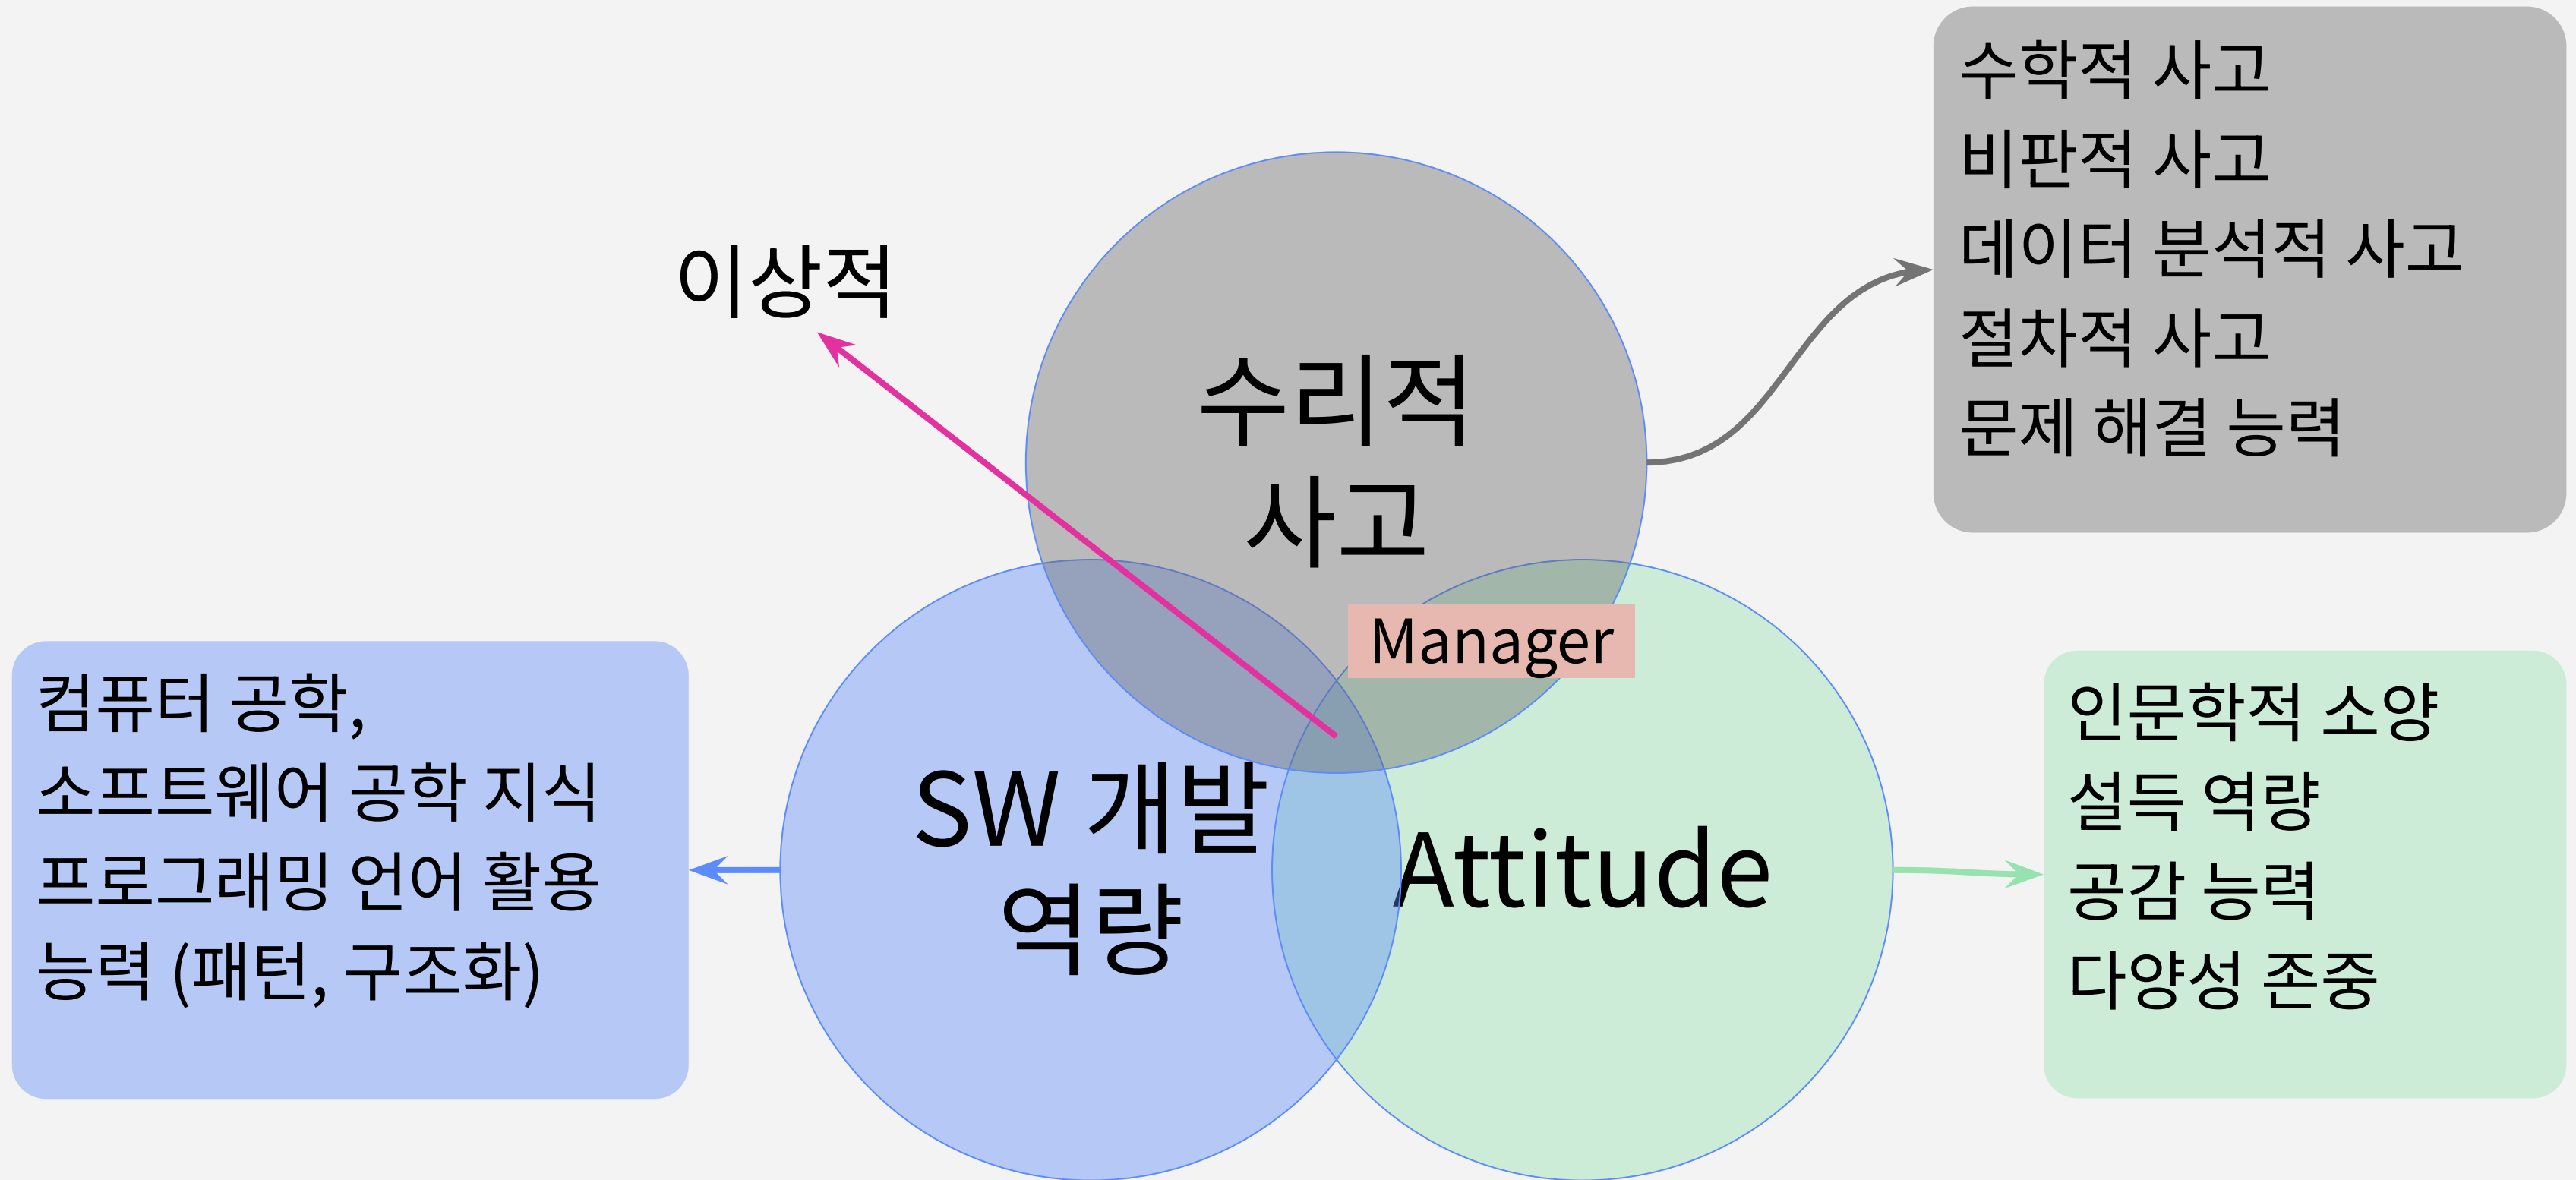 수학적 사고
비판적 사고
데이터 분석적 사고
절차적 사고
문제 해결 능력
이상적
수리적
사고
Manager
컴퓨터 공학,
소프트웨어 공학 지식
프로그래밍 언어 활용
능력 (패턴, 구조화)
SW 개발
역량
Attitude
인문학적 소양
설득 역량
공감 능력
다양성 존중